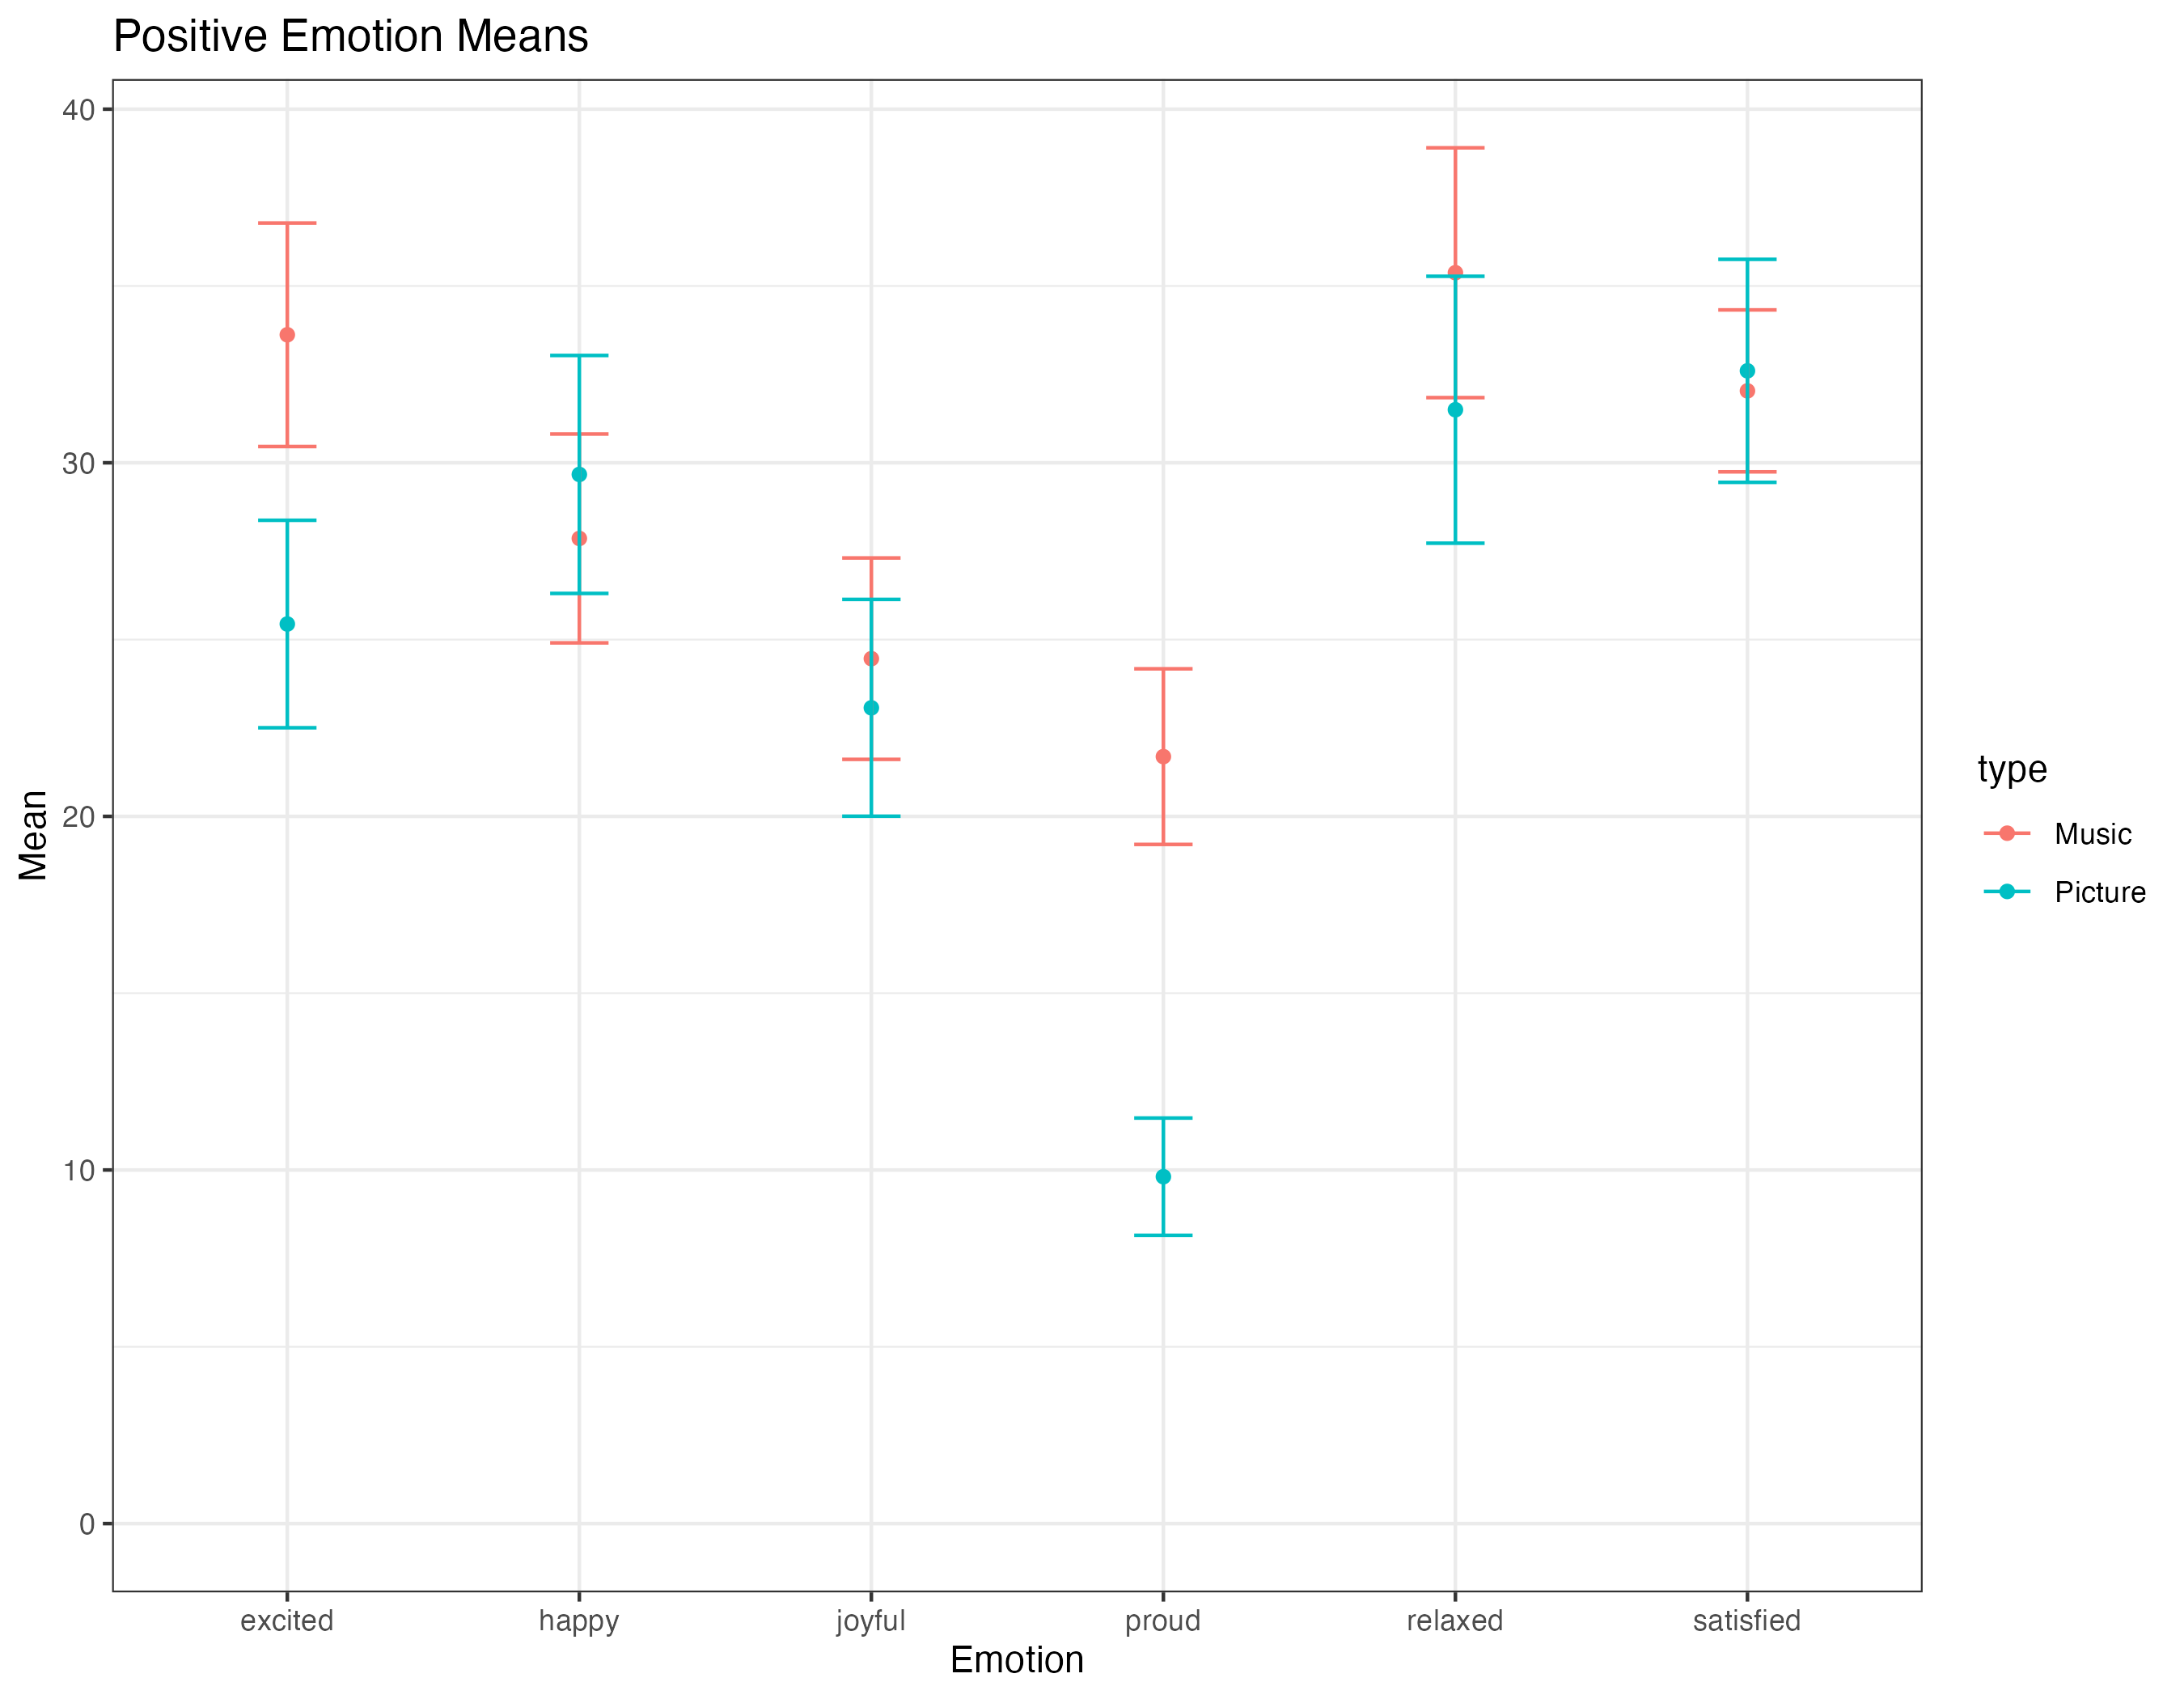 Positive Emotion Means
40
30
20
10
0
Mean
excited happy joyful proud relaxed satisfied
Emotion
type
Music
Picture